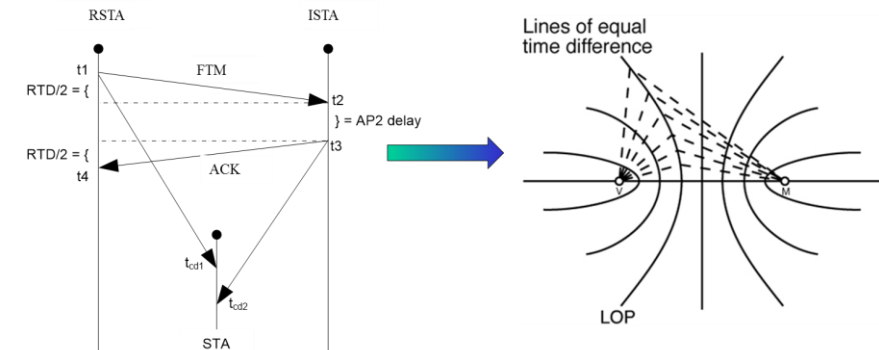 RSTA
ISTA
t1
FTM
RTD/2 = {
t2
} = AP2 delay
t3
RTD/2 = {
t4
ACK
tcd1
tcd2
STA
Lines of equal
time difference
V
M
LOP